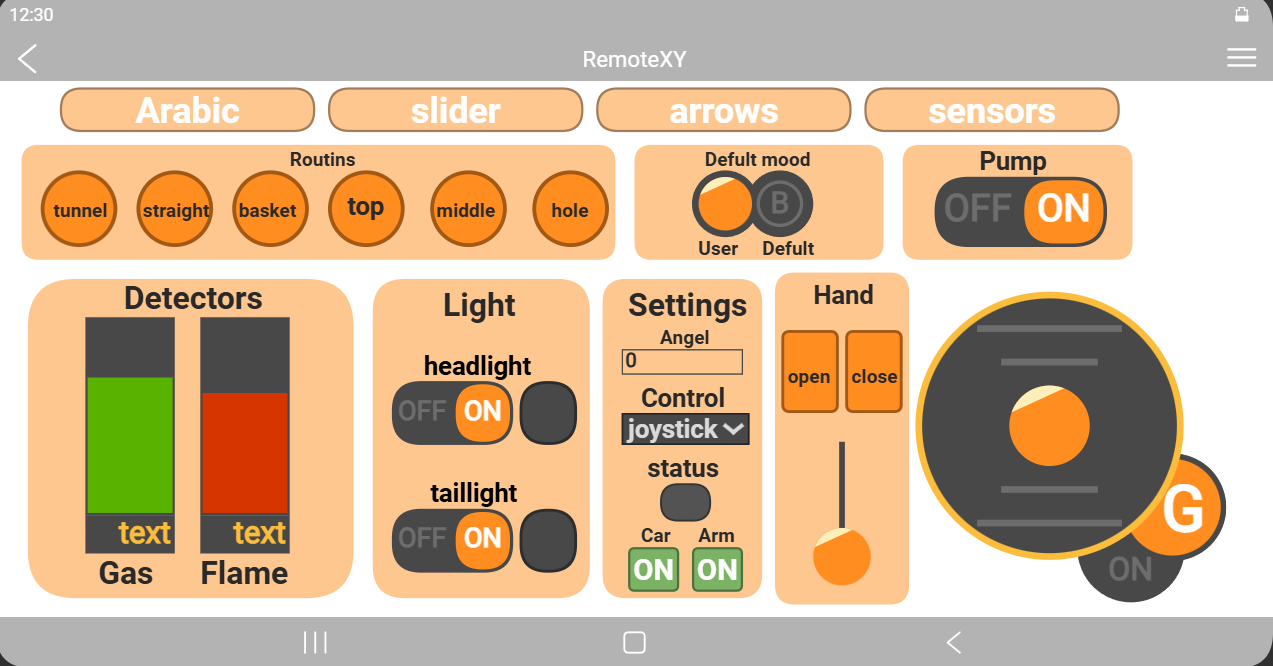 12:30
RemoteXY
Arabic
slider
arrows
sensors
Routins
tunnel
straight
basket
top
middle
hole
Defult mood
B
User
Defult
Pump
OFF
ON
Detectors
text
text
Gas
Flame
Light
headlight
OFF
ON
taillight
OFF
ON
Settings
Angel
0
Control
joystick
status
Car
Arm
ON
ON
Hand
open
close
G
ON